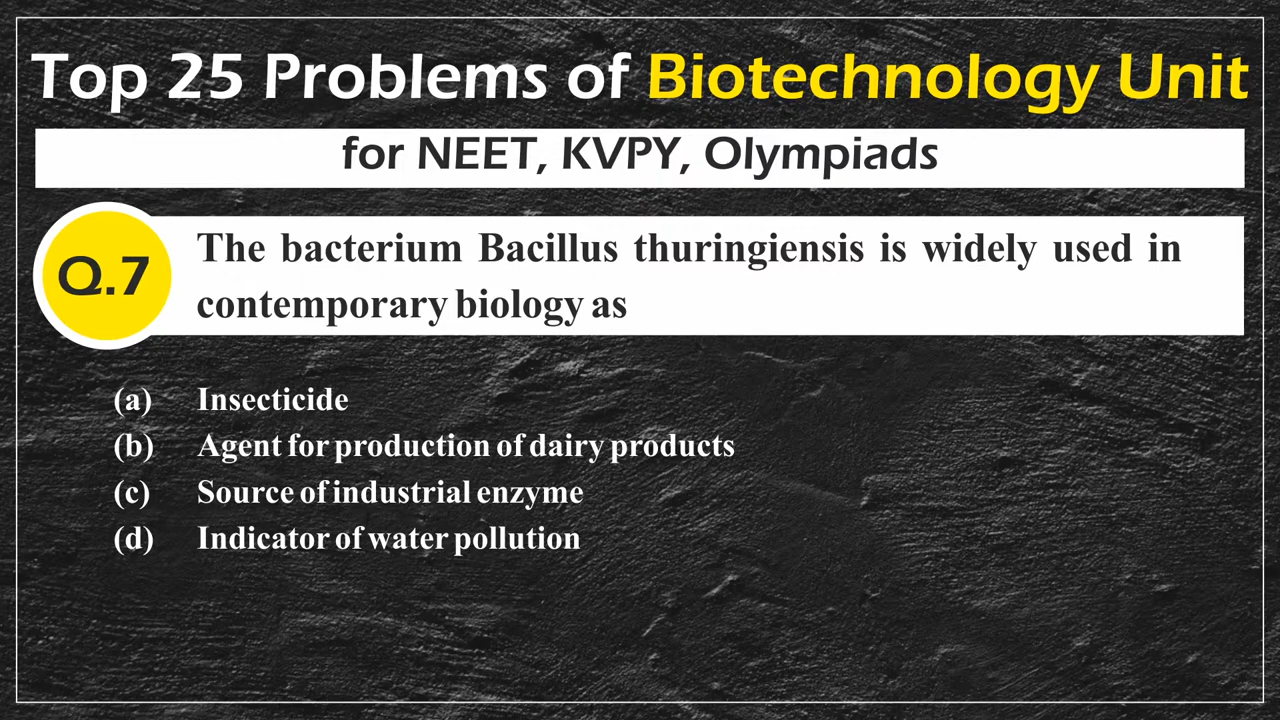 Top 25 Problems of Biotechnology Unit
for NEET, KVPY, Olympiads
Q.7
The bacterium Bacillus thuringiensis is widely used in
contemporary biology as
(a) Insecticide
(b) Agent for production of dairy products
(c) Source of industrial enzyme
(d) Indicator of water pollution